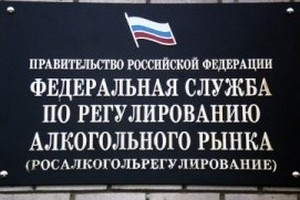 ПРАВИТЕЛЬСТВО РОССИЙСКОЙ ФЕДЕРАЦИИ
ФЕДЕРАЛЬНАЯ СЛУЖБА
ПО РЕГУЛИРОВАНИЮ
АЛКОГОЛЬНОГО РЫНКА
(РОСАЛКОГОЛЬРЕГУЛИРОВАНИЕ)